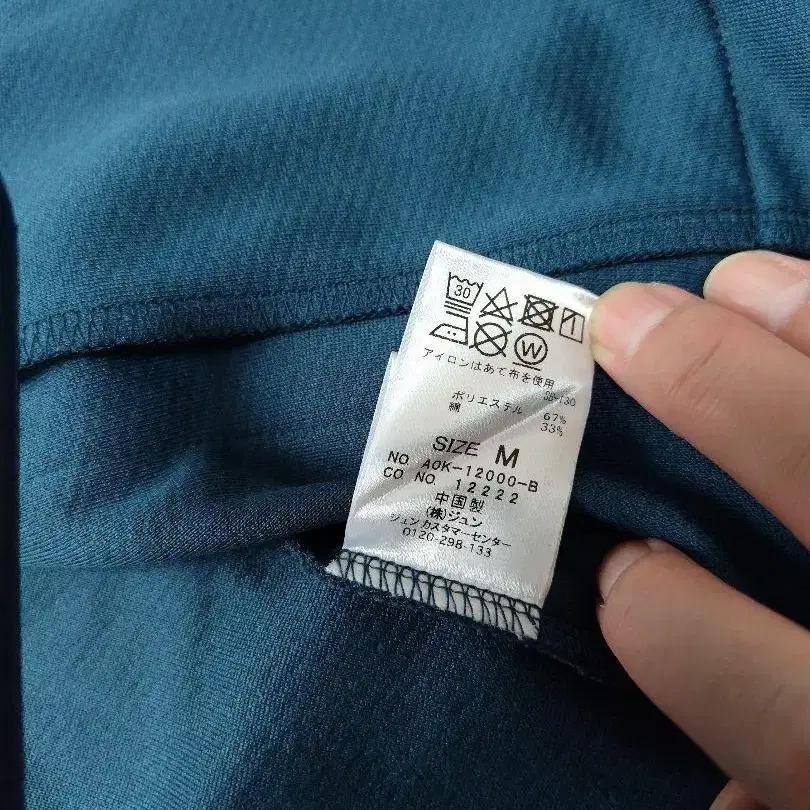 30
W
アイロンはあて布を使用
ポリエステル 67%
綿 33%
SIZE M
NO AOK-12000-B
CO NO 12222
中国製
(株)ジュン
ジュンカスタマーセンター
0120-298-133